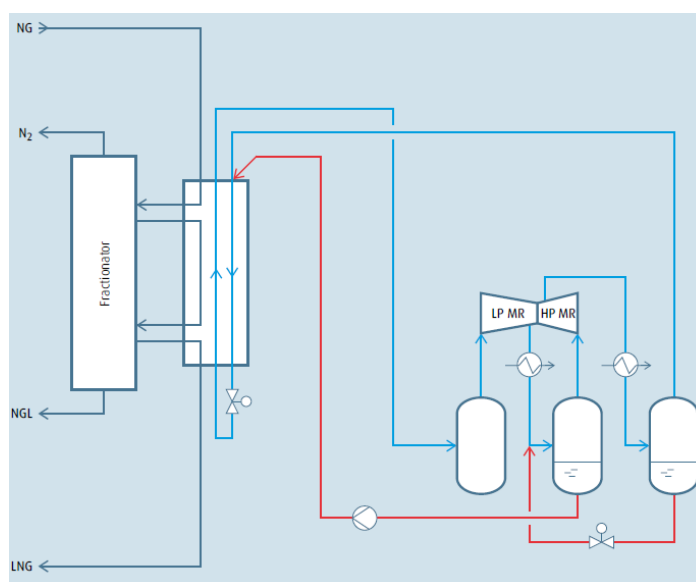 NG
N₂
Fractionator
LP MR
HP MR
NGL
LNG